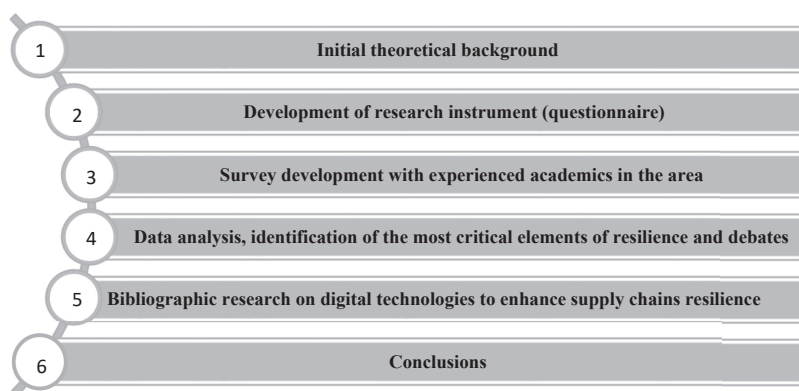 1 Initial theoretical background
2 Development of research instrument (questionnaire)
3 Survey development with experienced academics in the area
4 Data analysis, identification of the most critical elements of resilience and debates
5 Bibliographic research on digital technologies to enhance supply chains resilience
6 Conclusions